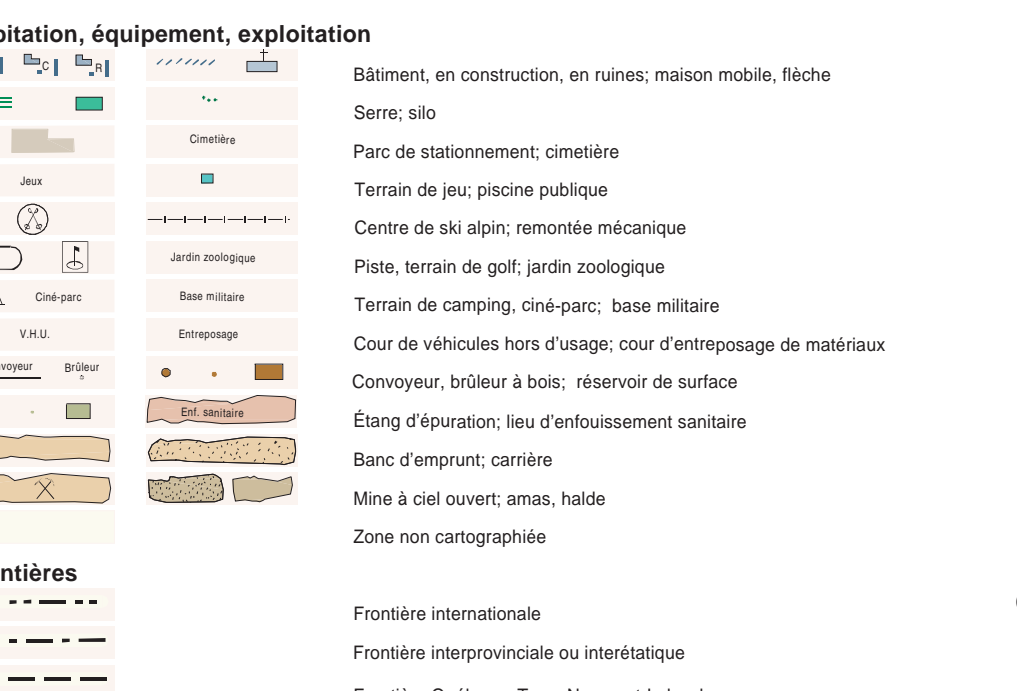 bitation, équipement, exploitation
C R Bâtiment, en construction, en ruines; maison mobile, flèche
Serre; silo
Cimetière Parc de stationnement; cimetière
Jeux Terrain de jeu; piscine publique
Centre de ski alpin; remontée mécanique
Jardin zoologique Piste, terrain de golf; jardin zoologique
Ciné-parc Base militaire Terrain de camping, ciné-parc; base militaire
V.H.U. Entreposage Cour de véhicules hors d'usage; cour d'entreposage de matériaux
nvoyeur Brûleur Convoyeur, brûleur à bois; réservoir de surface
Enf. sanitaire Étang d'épuration; lieu d'enfouissement sanitaire
Banc d'emprunt; carrière
Mine à ciel ouvert; amas, halde
Zone non cartographiée
ntières
Frontière internationale
Frontière interprovinciale ou interétatique